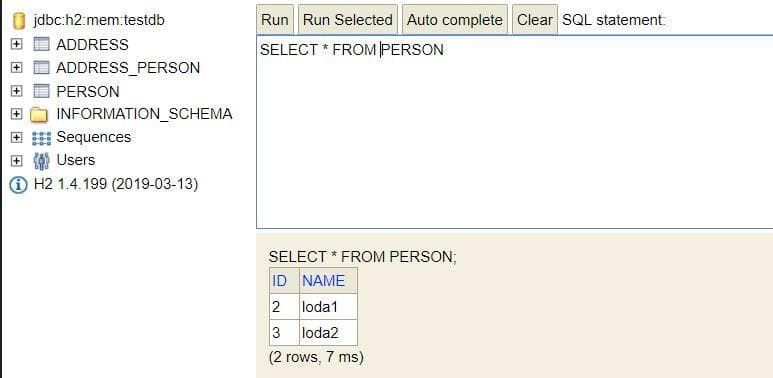 jdbc:h2:mem:testdb
ADDRESS
ADDRESS_PERSON
PERSON
INFORMATION_SCHEMA
Sequences
Users
H2 1.4.199 (2019-03-13)
Run Run Selected Auto complete Clear SQL statement:
SELECT * FROM PERSON
SELECT * FROM PERSON;
ID NAME
2 loda1
3 loda2
(2 rows, 7 ms)